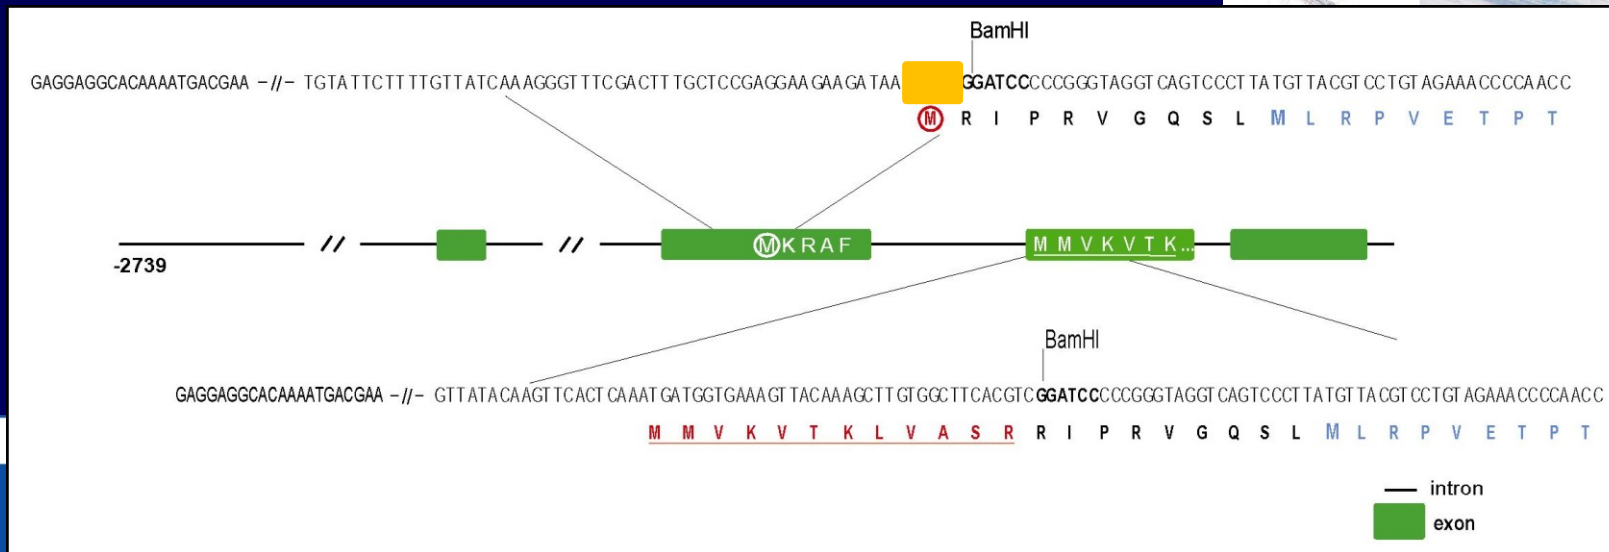 BamHI
GAGGAGGCACAAAATGACGAA –//– TGTATTCTTTTGTTATCAAAGGGTTTCGACTTTGCTCCGAGGAAGAAGATAA GGATCCCCCGGGTAGGTCAGTCCCTTATGTTACGTCCTGTAGAAACCCCAACC
M R I P R V G Q S L M L R P V E T P T
// // MKRAF M M V K V T K...
-2739
BamHI
GAGGAGGCACAAAATGACGAA –//– GTTATACAAGTTCACTCAAATGATGGTGAAAGTTACAAAGCTTGTGGCTTCACGTCGGATCCCCCGGGTAGGTCAGTCCCTTATGTTACGTCCTGTAGAAACCCCAACC
M M V K V T K L V A S R R I P R V G Q S L M L R P V E T P T
intron
exon